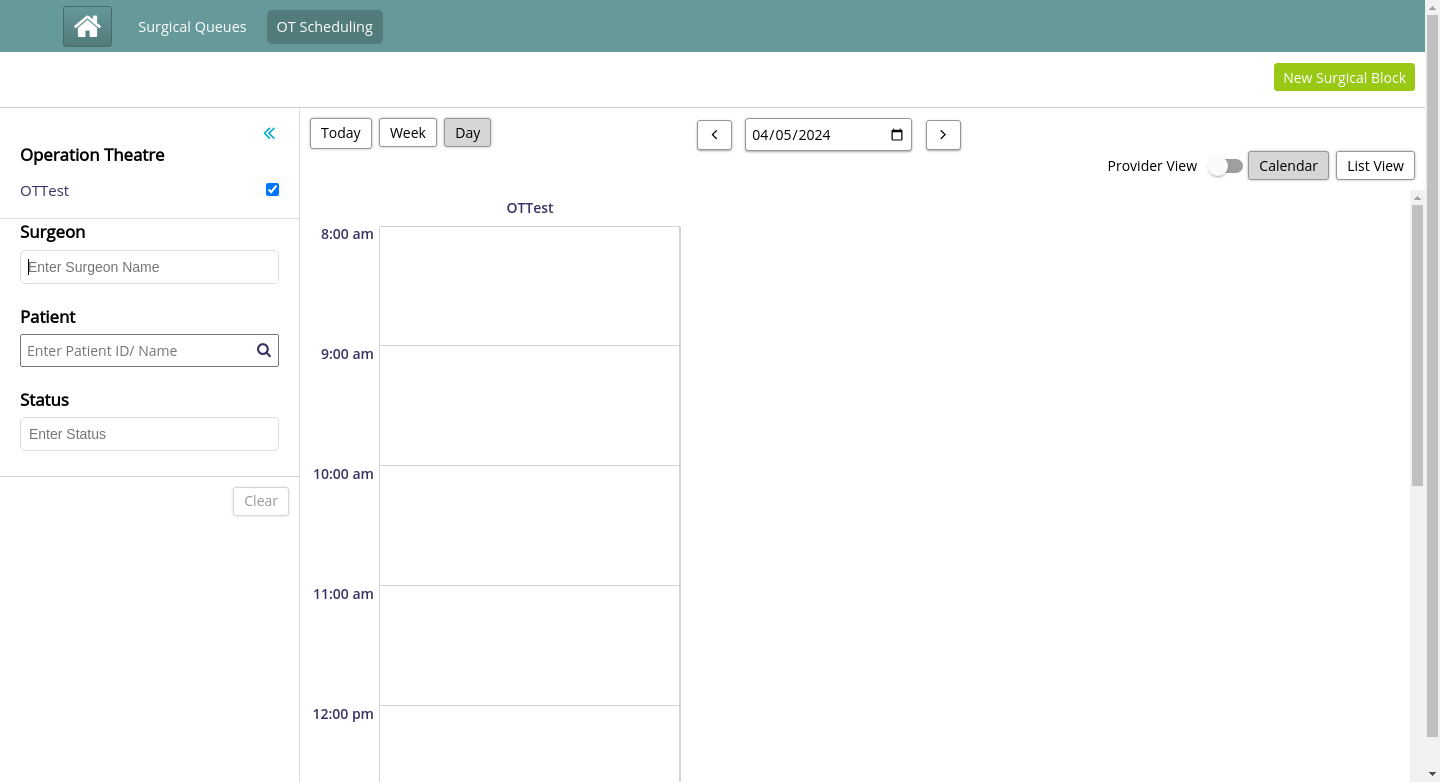 Surgical Queues
OT Scheduling
New Surgical Block
Operation Theatre
OTTest
Surgeon
Enter Surgeon Name
Patient
Enter Patient ID/ Name
Status
Enter Status
Clear
Today
Week
Day
04/05/2024
Provider View
Calendar
List View
OTTest
8:00 am
9:00 am
10:00 am
11:00 am
12:00 pm